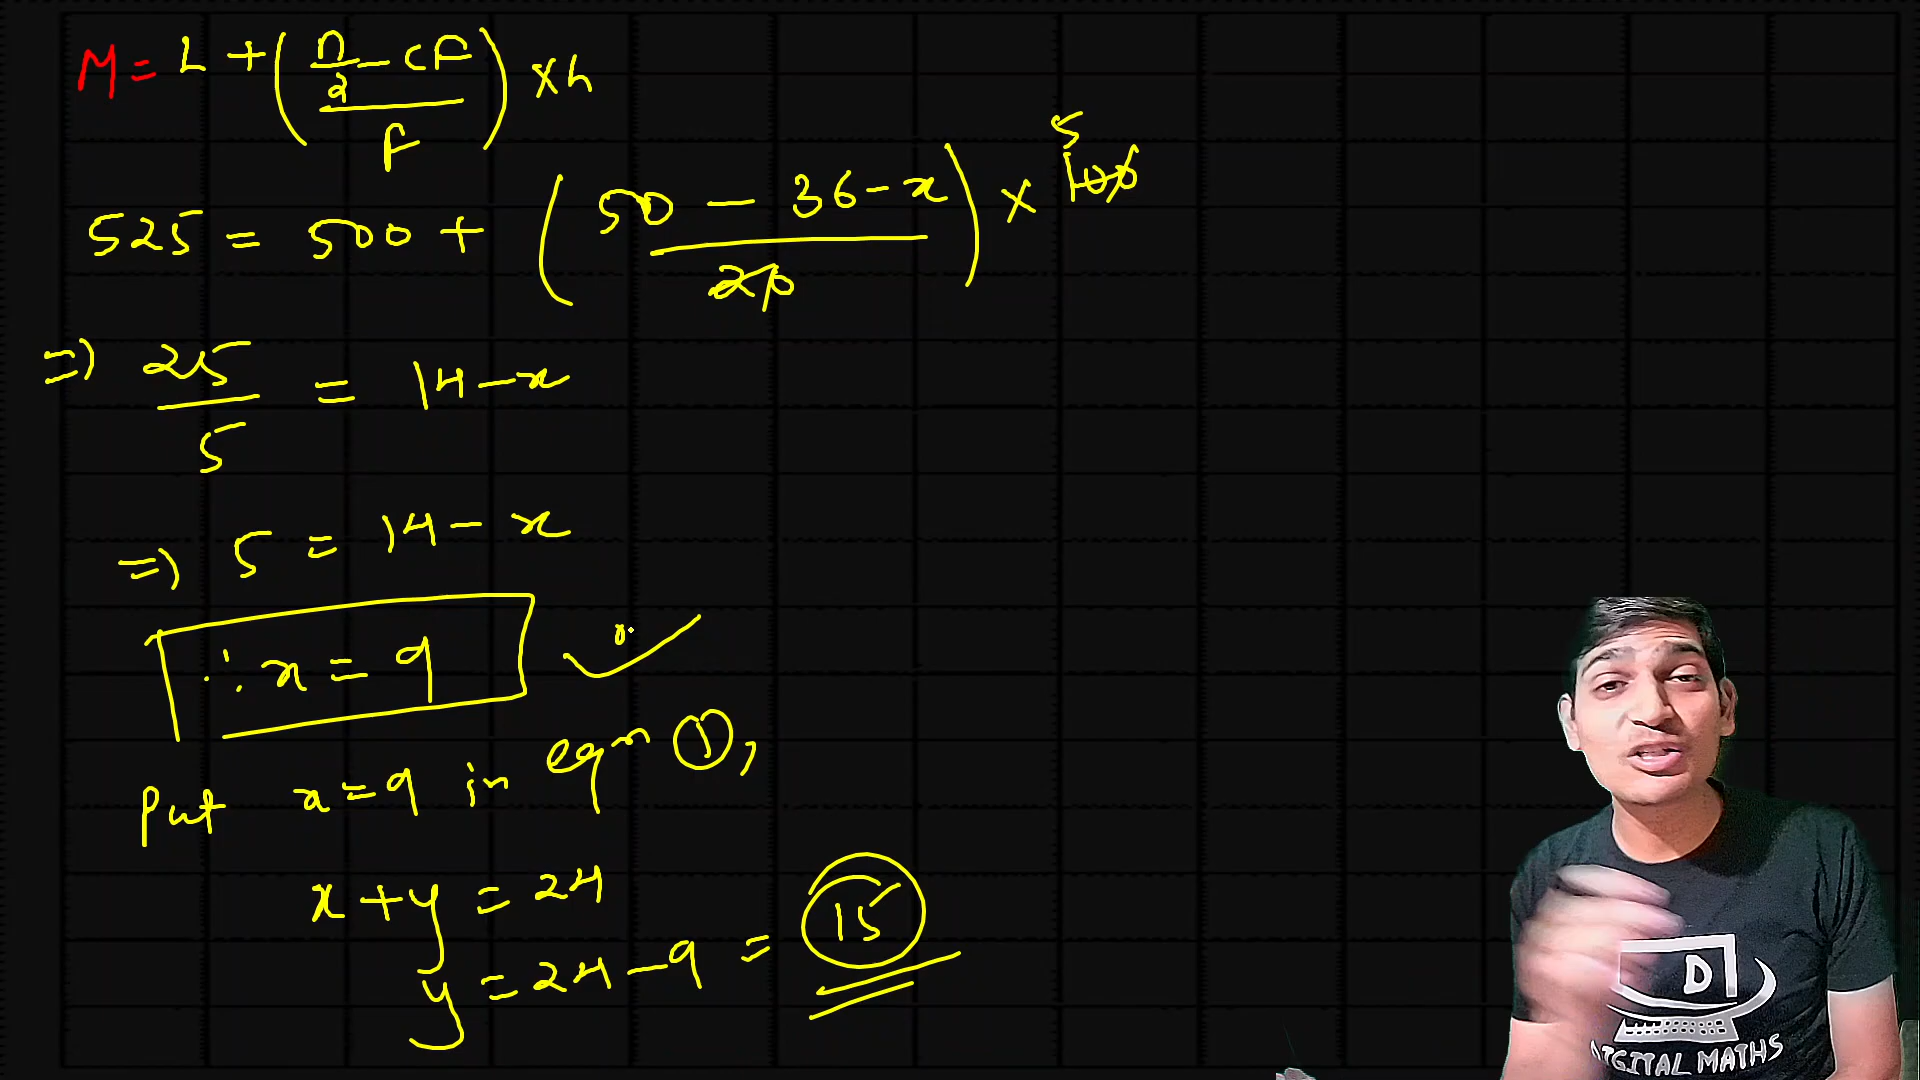 M = L + ( (n/2 - CF) / F ) × h
525 = 500 + ( (50 - 36 - x) / 20 ) × 100 5
=> 25/5 = 14 - x
=> 5 = 14 - x
∴ x = 9
Put x = 9 in eqn ①,
x + y = 24
y = 24 - 9 = 15
D
DIGITAL MATHS